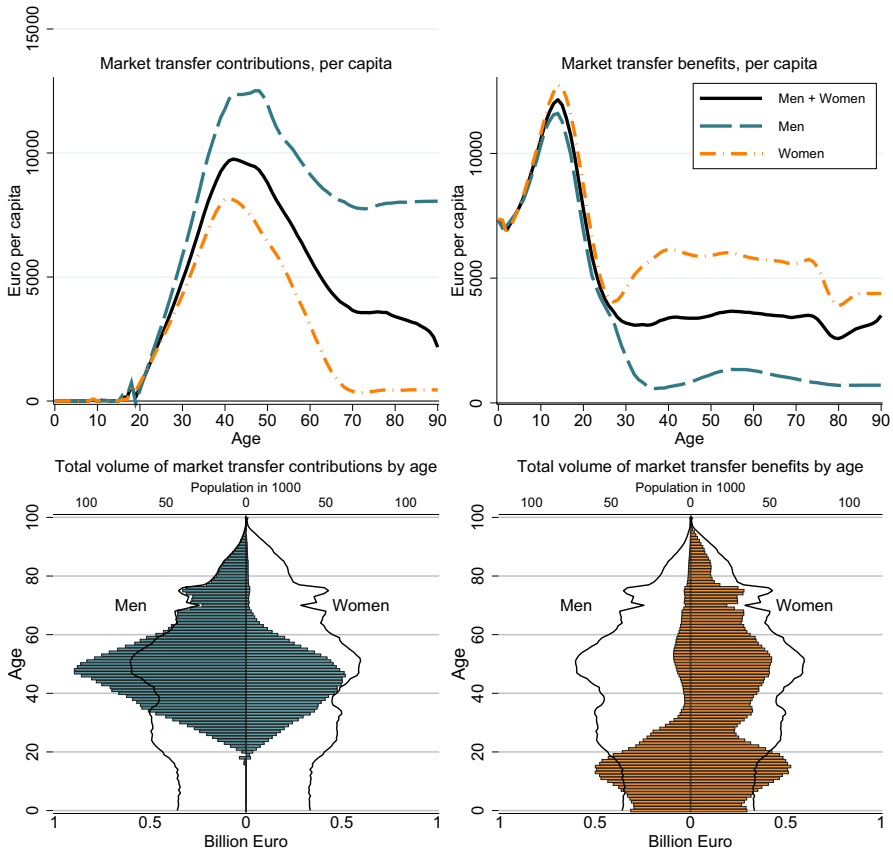 Market transfer contributions, per capita
Euro per capita
15000
10000
5000
0
0 10 20 30 40 50 60 70 80 90
Age
Market transfer benefits, per capita
Men + Women
Men
Women
Euro per capita
10000
5000
0
0 10 20 30 40 50 60 70 80 90
Age
Total volume of market transfer contributions by age
Population in 1000
100 50 0 50 100
Men
Women
Age
100
80
60
40
20
0
1 0.5 0 0.5 1
Billion Euro
Total volume of market transfer benefits by age
Population in 1000
100 50 0 50 100
Men
Women
Age
100
80
60
40
20
0
1 0.5 0 0.5 1
Billion Euro